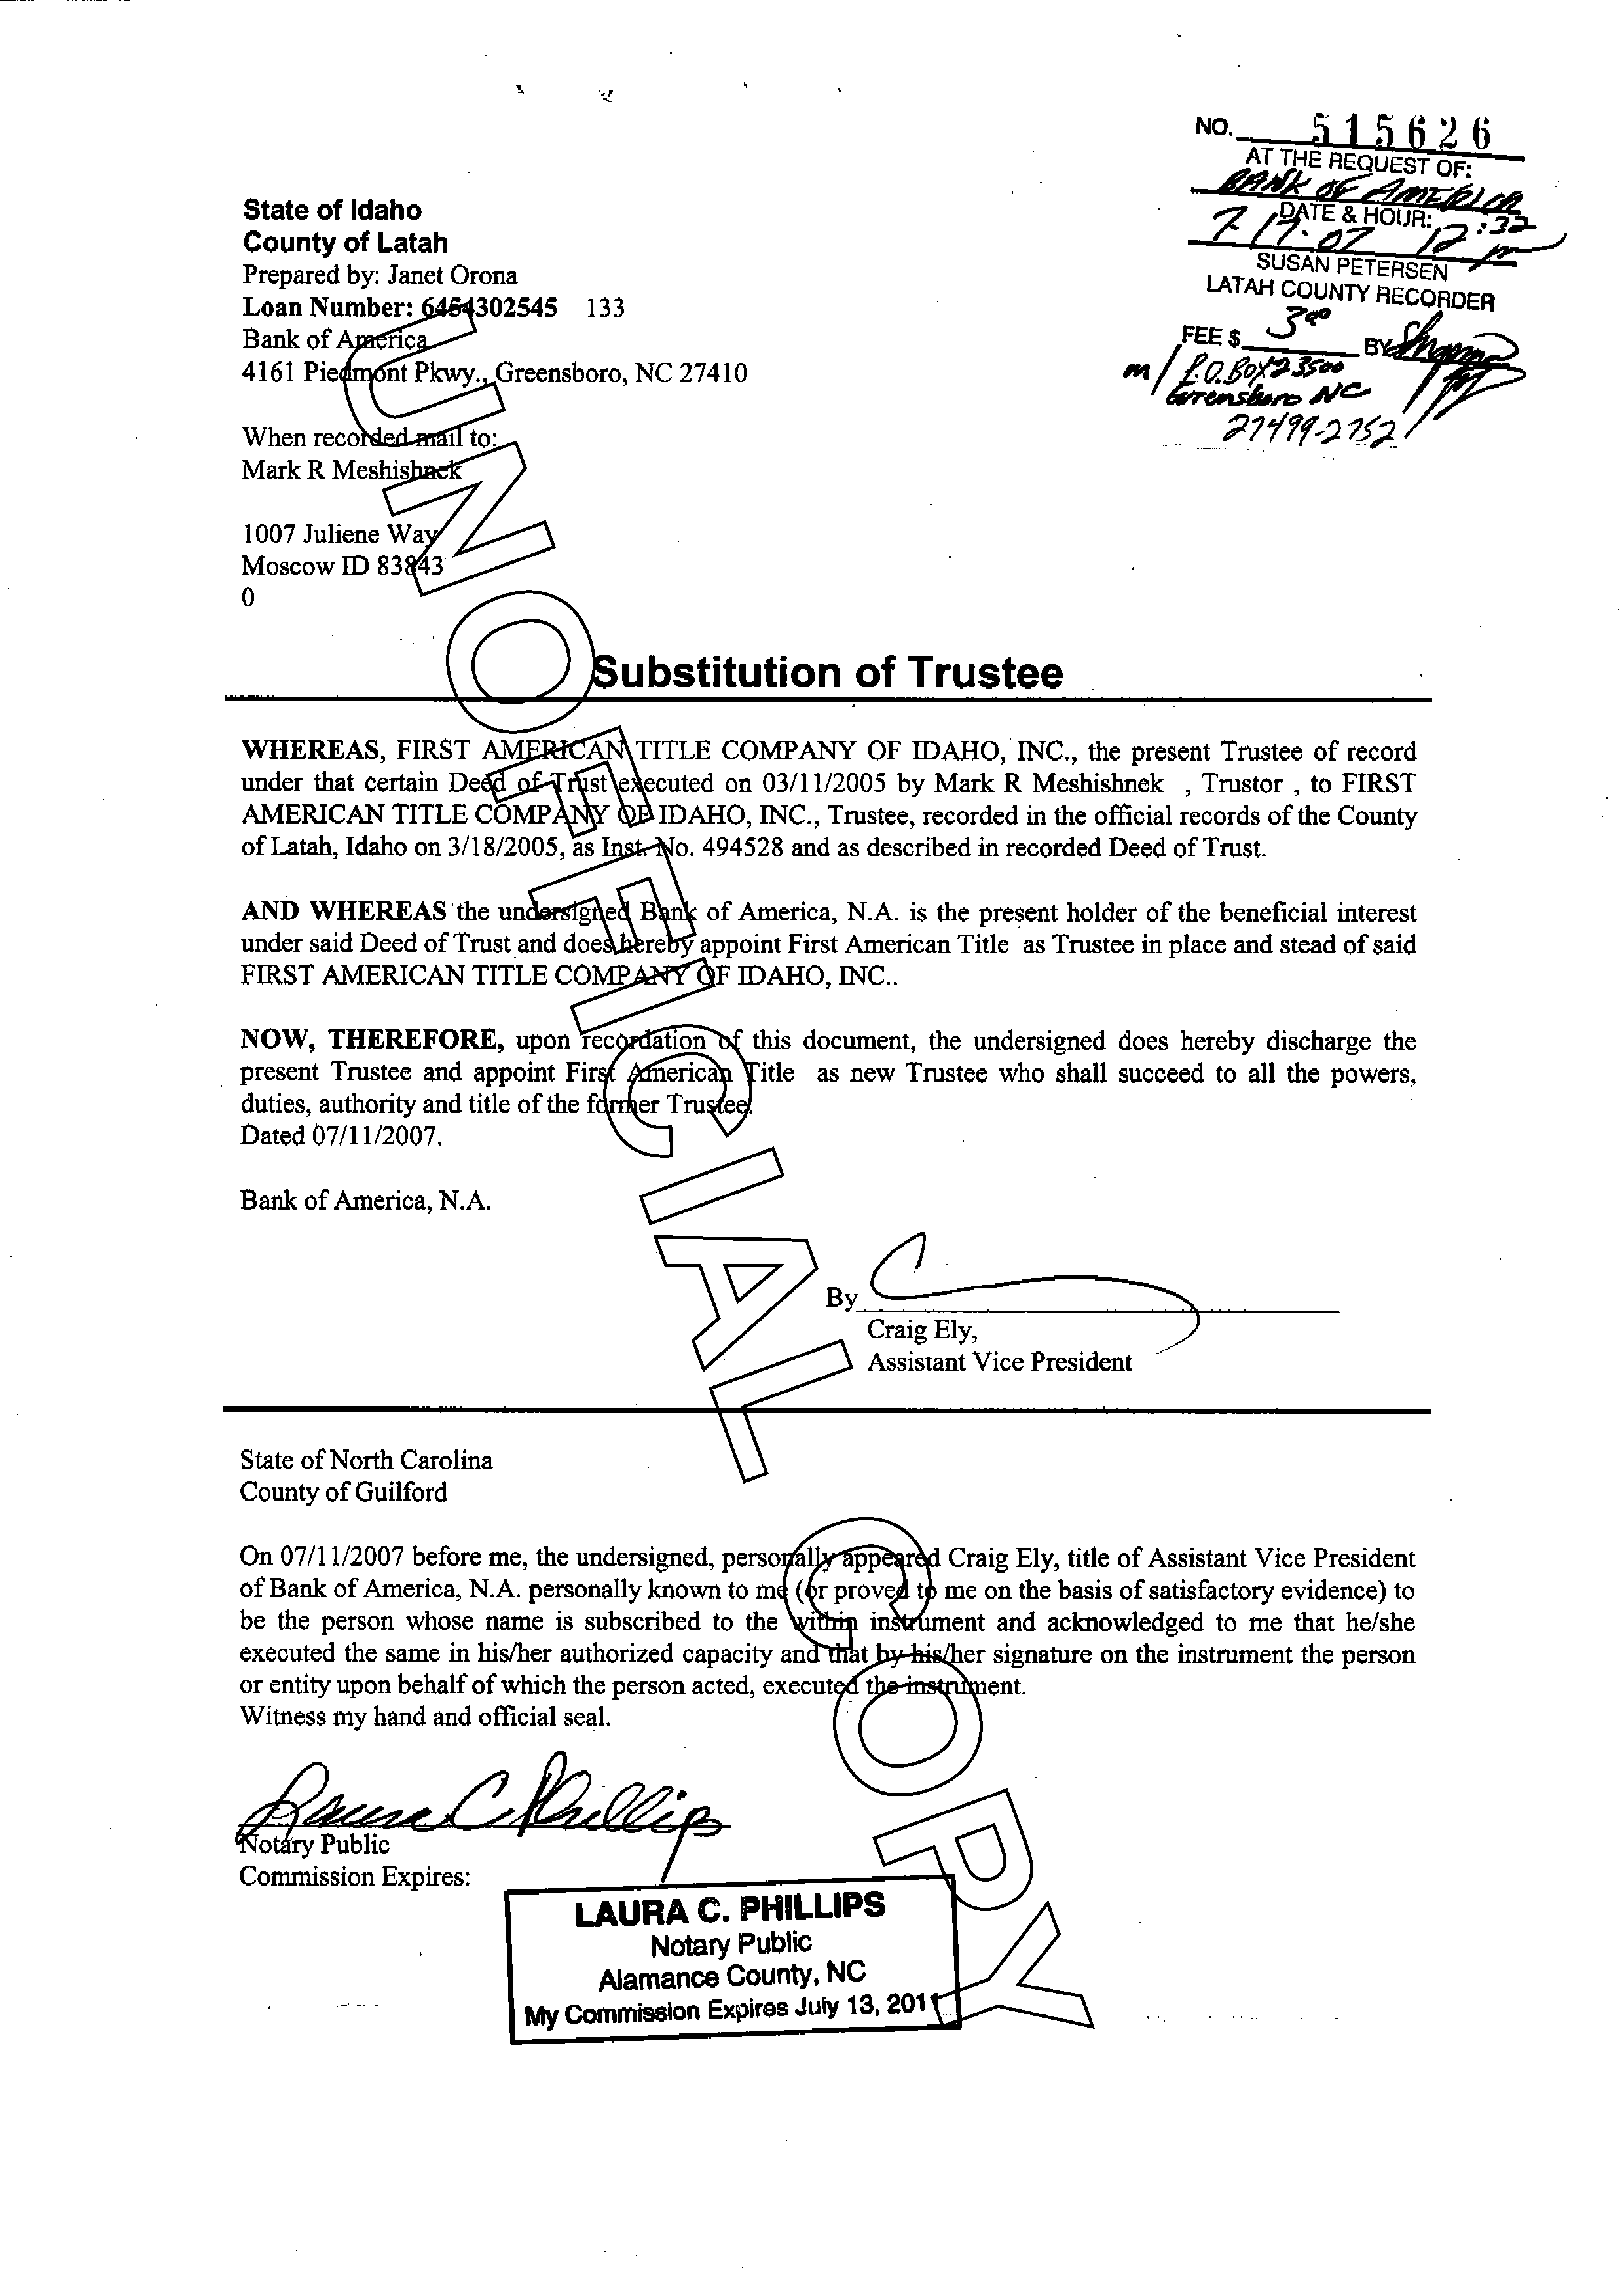 NO. 515626
AT THE REQUEST OF:
BANK OF AMERICA
DATE & HOUR:
7-17-07 12:32 pm
SUSAN PETERSEN
LATAH COUNTY RECORDER
FEE $ 3.00 BY
m/ P.O. Box 23500
Greensboro NC
27499-2752
State of Idaho
County of Latah
Prepared by: Janet Orona
Loan Number: 6454302545 133
Bank of America
4161 Piedmont Pkwy., Greensboro, NC 27410
When recorded mail to:
Mark R Meshishnek
1007 Juliene Way
Moscow ID 83843
0
Substitution of Trustee
WHEREAS, FIRST AMERICAN TITLE COMPANY OF IDAHO, INC., the present Trustee of record
under that certain Deed of Trust executed on 03/11/2005 by Mark R Meshishnek , Trustor , to FIRST
AMERICAN TITLE COMPANY OF IDAHO, INC., Trustee, recorded in the official records of the County
of Latah, Idaho on 3/18/2005, as Inst. No. 494528 and as described in recorded Deed of Trust.
AND WHEREAS the undersigned Bank of America, N.A. is the present holder of the beneficial interest
under said Deed of Trust and does hereby appoint First American Title as Trustee in place and stead of said
FIRST AMERICAN TITLE COMPANY OF IDAHO, INC..
NOW, THEREFORE, upon recordation of this document, the undersigned does hereby discharge the
present Trustee and appoint First American Title as new Trustee who shall succeed to all the powers,
duties, authority and title of the former Trustee.
Dated 07/11/2007.
Bank of America, N.A.
By
Craig Ely,
Assistant Vice President
State of North Carolina
County of Guilford
On 07/11/2007 before me, the undersigned, personally appeared Craig Ely, title of Assistant Vice President
of Bank of America, N.A. personally known to me (or proved to me on the basis of satisfactory evidence) to
be the person whose name is subscribed to the within instrument and acknowledged to me that he/she
executed the same in his/her authorized capacity and that by his/her signature on the instrument the person
or entity upon behalf of which the person acted, executed the instrument.
Witness my hand and official seal.
Laura C Phillips
Notary Public
Commission Expires:
LAURA C. PHILLIPS
Notary Public
Alamance County, NC
My Commission Expires July 13, 2011
UNOFFICIAL COPY